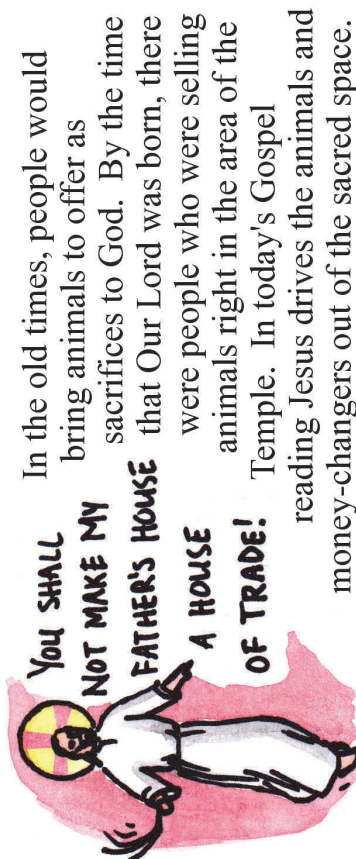 In the old times, people would
bring animals to offer as
sacrifices to God. By the time
that Our Lord was born, there
were people who were selling
animals right in the area of the
Temple. In today's Gospel
reading Jesus drives the animals and
money-changers out of the sacred space.
YOU SHALL
NOT MAKE MY
FATHER'S HOUSE
A HOUSE
OF TRADE!